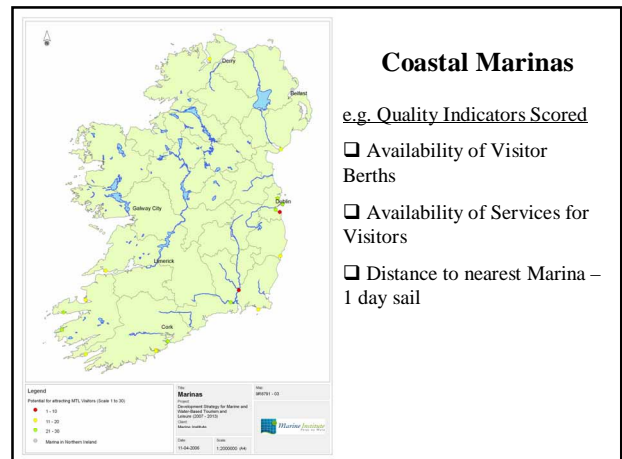 Coastal Marinas
e.g. Quality Indicators Scored
❑ Availability of Visitor
Berths
❑ Availability of Services for
Visitors
❑ Distance to nearest Marina –
1 day sail
Derry
Belfast
Dublin
Galway City
Limerick
Cork
Legend
Potential for attracting MTL Visitors (Scale 1 to 30)
1 - 10
11 - 20
21 - 30
Marina in Northern Ireland
Title:
Marinas
Project
Development Strategy for Marine and
Water-Based Tourism and
Leisure (2007 - 2013)
Client
Marine Institute
Date
11-04-2006
Scale
1:2000000 (A4)
Marine Institute